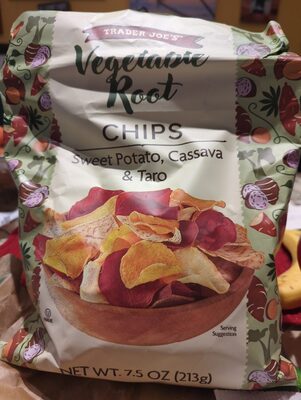 TRADER JOE'S
Vegetable
Root
CHIPS
Sweet Potato, Cassava
& Taro
Serving
Suggestion
NET WT. 7.5 OZ (213g)